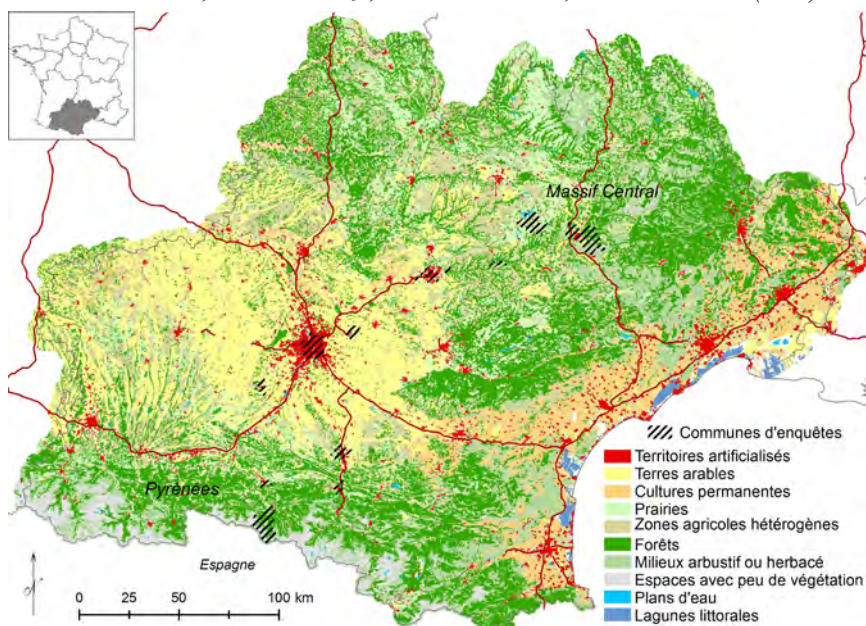 Massif Central
Pyrénées
Espagne
0 25 50 100 km
Communes d'enquêtes
Territoires artificialisés
Terres arables
Cultures permanentes
Prairies
Zones agricoles hétérogènes
Forêts
Milieux arbustif ou herbacé
Espaces avec peu de végétation
Plans d'eau
Lagunes littorales